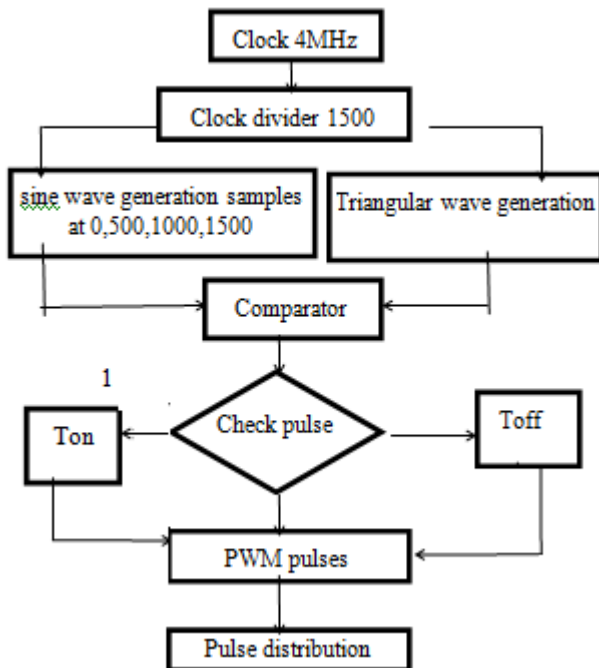 Clock 4MHz
Clock divider 1500
sine wave generation samples
at 0,500,1000,1500
Triangular wave generation
Comparator
1
Ton
Check pulse
Toff
PWM pulses
Pulse distribution